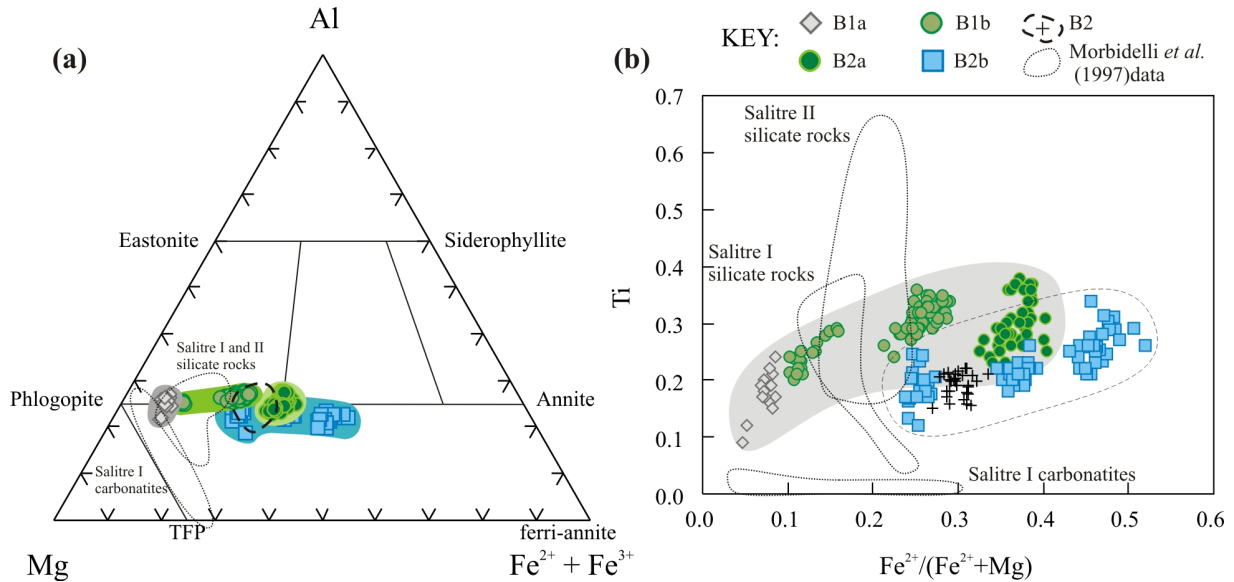 Al
(a)
Eastonite
Siderophyllite
Salitre I and II
silicate rocks
Phlogopite
Annite
Salitre I
carbonatites
TFP
ferri-annite
Mg
Fe²⁺ + Fe³⁺
KEY:
B1a
B1b
B2
B2a
B2b
Morbidelli et al.
(1997)data
(b)
0.7
0.6
0.5
0.4
0.3
0.2
0.1
0.0
Ti
Salitre II
silicate rocks
Salitre I
silicate rocks
Salitre I carbonatites
0.0 0.1 0.2 0.3 0.4 0.5 0.6
Fe²⁺/(Fe²⁺+Mg)